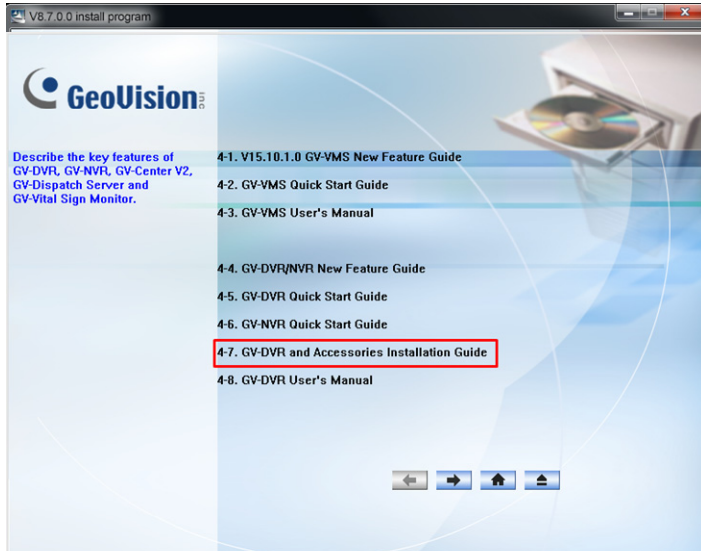 V8.7.0.0 install program
GeoVision inc
Describe the key features of
GV-DVR, GV-NVR, GV-Center V2,
GV-Dispatch Server and
GV-Vital Sign Monitor.
4-1. V15.10.1.0 GV-VMS New Feature Guide
4-2. GV-VMS Quick Start Guide
4-3. GV-VMS User's Manual
4-4. GV-DVR/NVR New Feature Guide
4-5. GV-DVR Quick Start Guide
4-6. GV-NVR Quick Start Guide
4-7. GV-DVR and Accessories Installation Guide
4-8. GV-DVR User's Manual